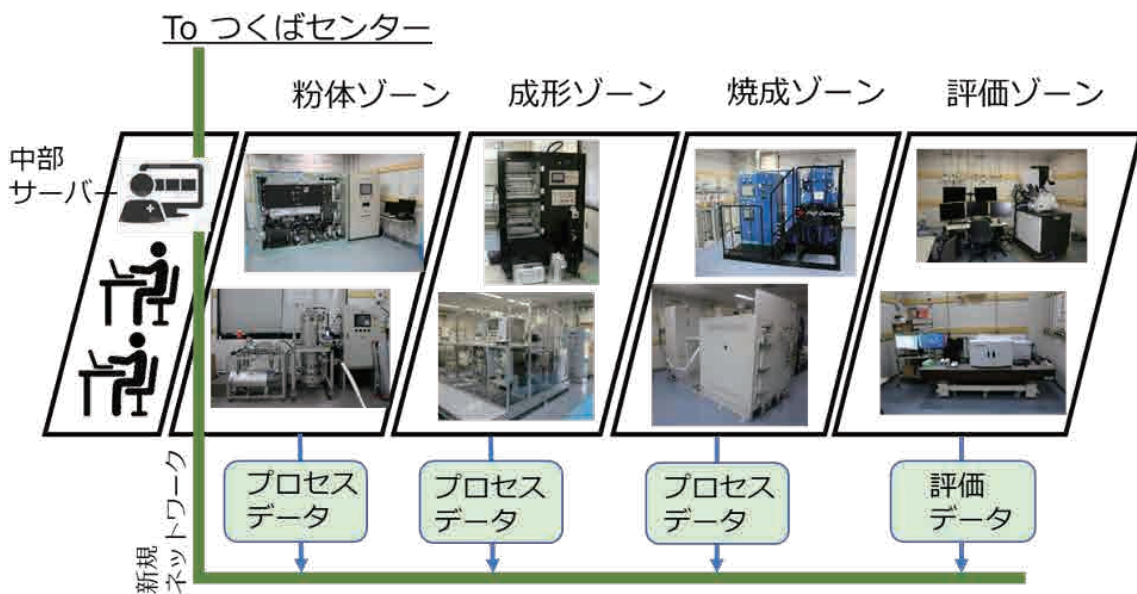 To つくばセンター
粉体ゾーン
成形ゾーン
焼成ゾーン
評価ゾーン
中部
サーバー
プロセス
データ
プロセス
データ
プロセス
データ
評価
データ
新規
ネットワーク